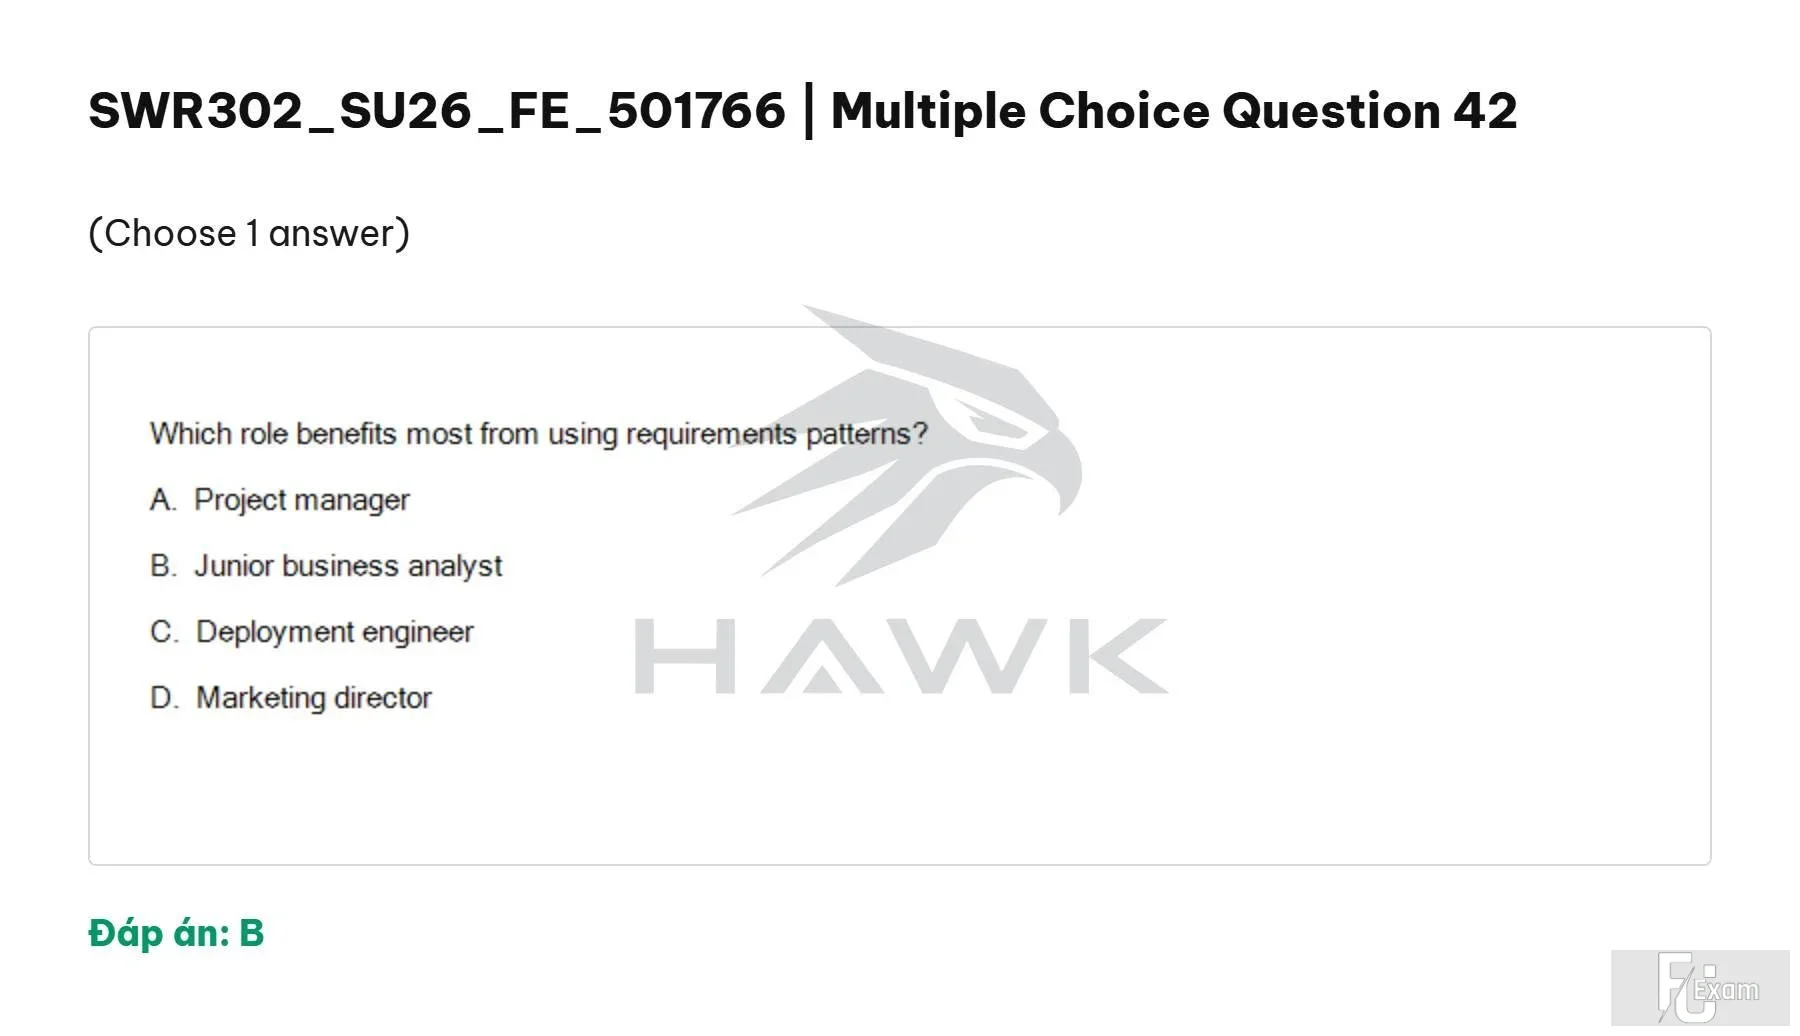 SWR302_SU26_FE_501766 | Multiple Choice Question 42
(Choose 1 answer)
Which role benefits most from using requirements patterns?
A. Project manager
B. Junior business analyst
C. Deployment engineer
D. Marketing director
HAWK
Đáp án: B
FU Exam